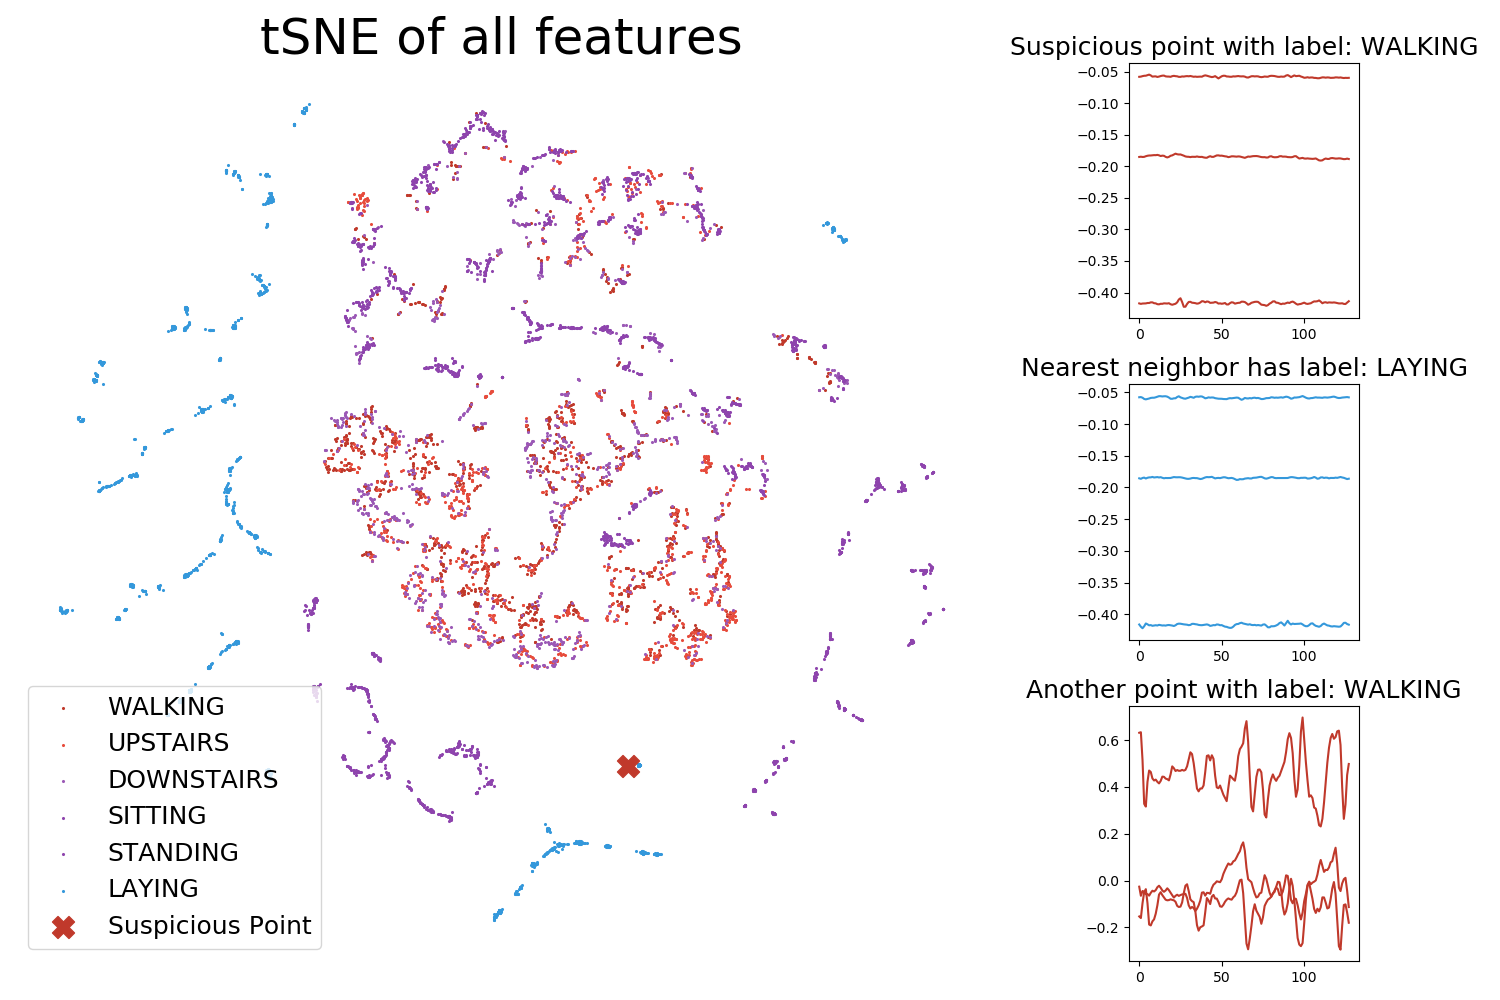 tSNE of all features
WALKING
UPSTAIRS
DOWNSTAIRS
SITTING
STANDING
LAYING
Suspicious Point
Suspicious point with label: WALKING
−0.05
−0.10
−0.15
−0.20
−0.25
−0.30
−0.35
−0.40
0 50 100
Nearest neighbor has label: LAYING
−0.05
−0.10
−0.15
−0.20
−0.25
−0.30
−0.35
−0.40
0 50 100
Another point with label: WALKING
0.6
0.4
0.2
0.0
−0.2
0 50 100